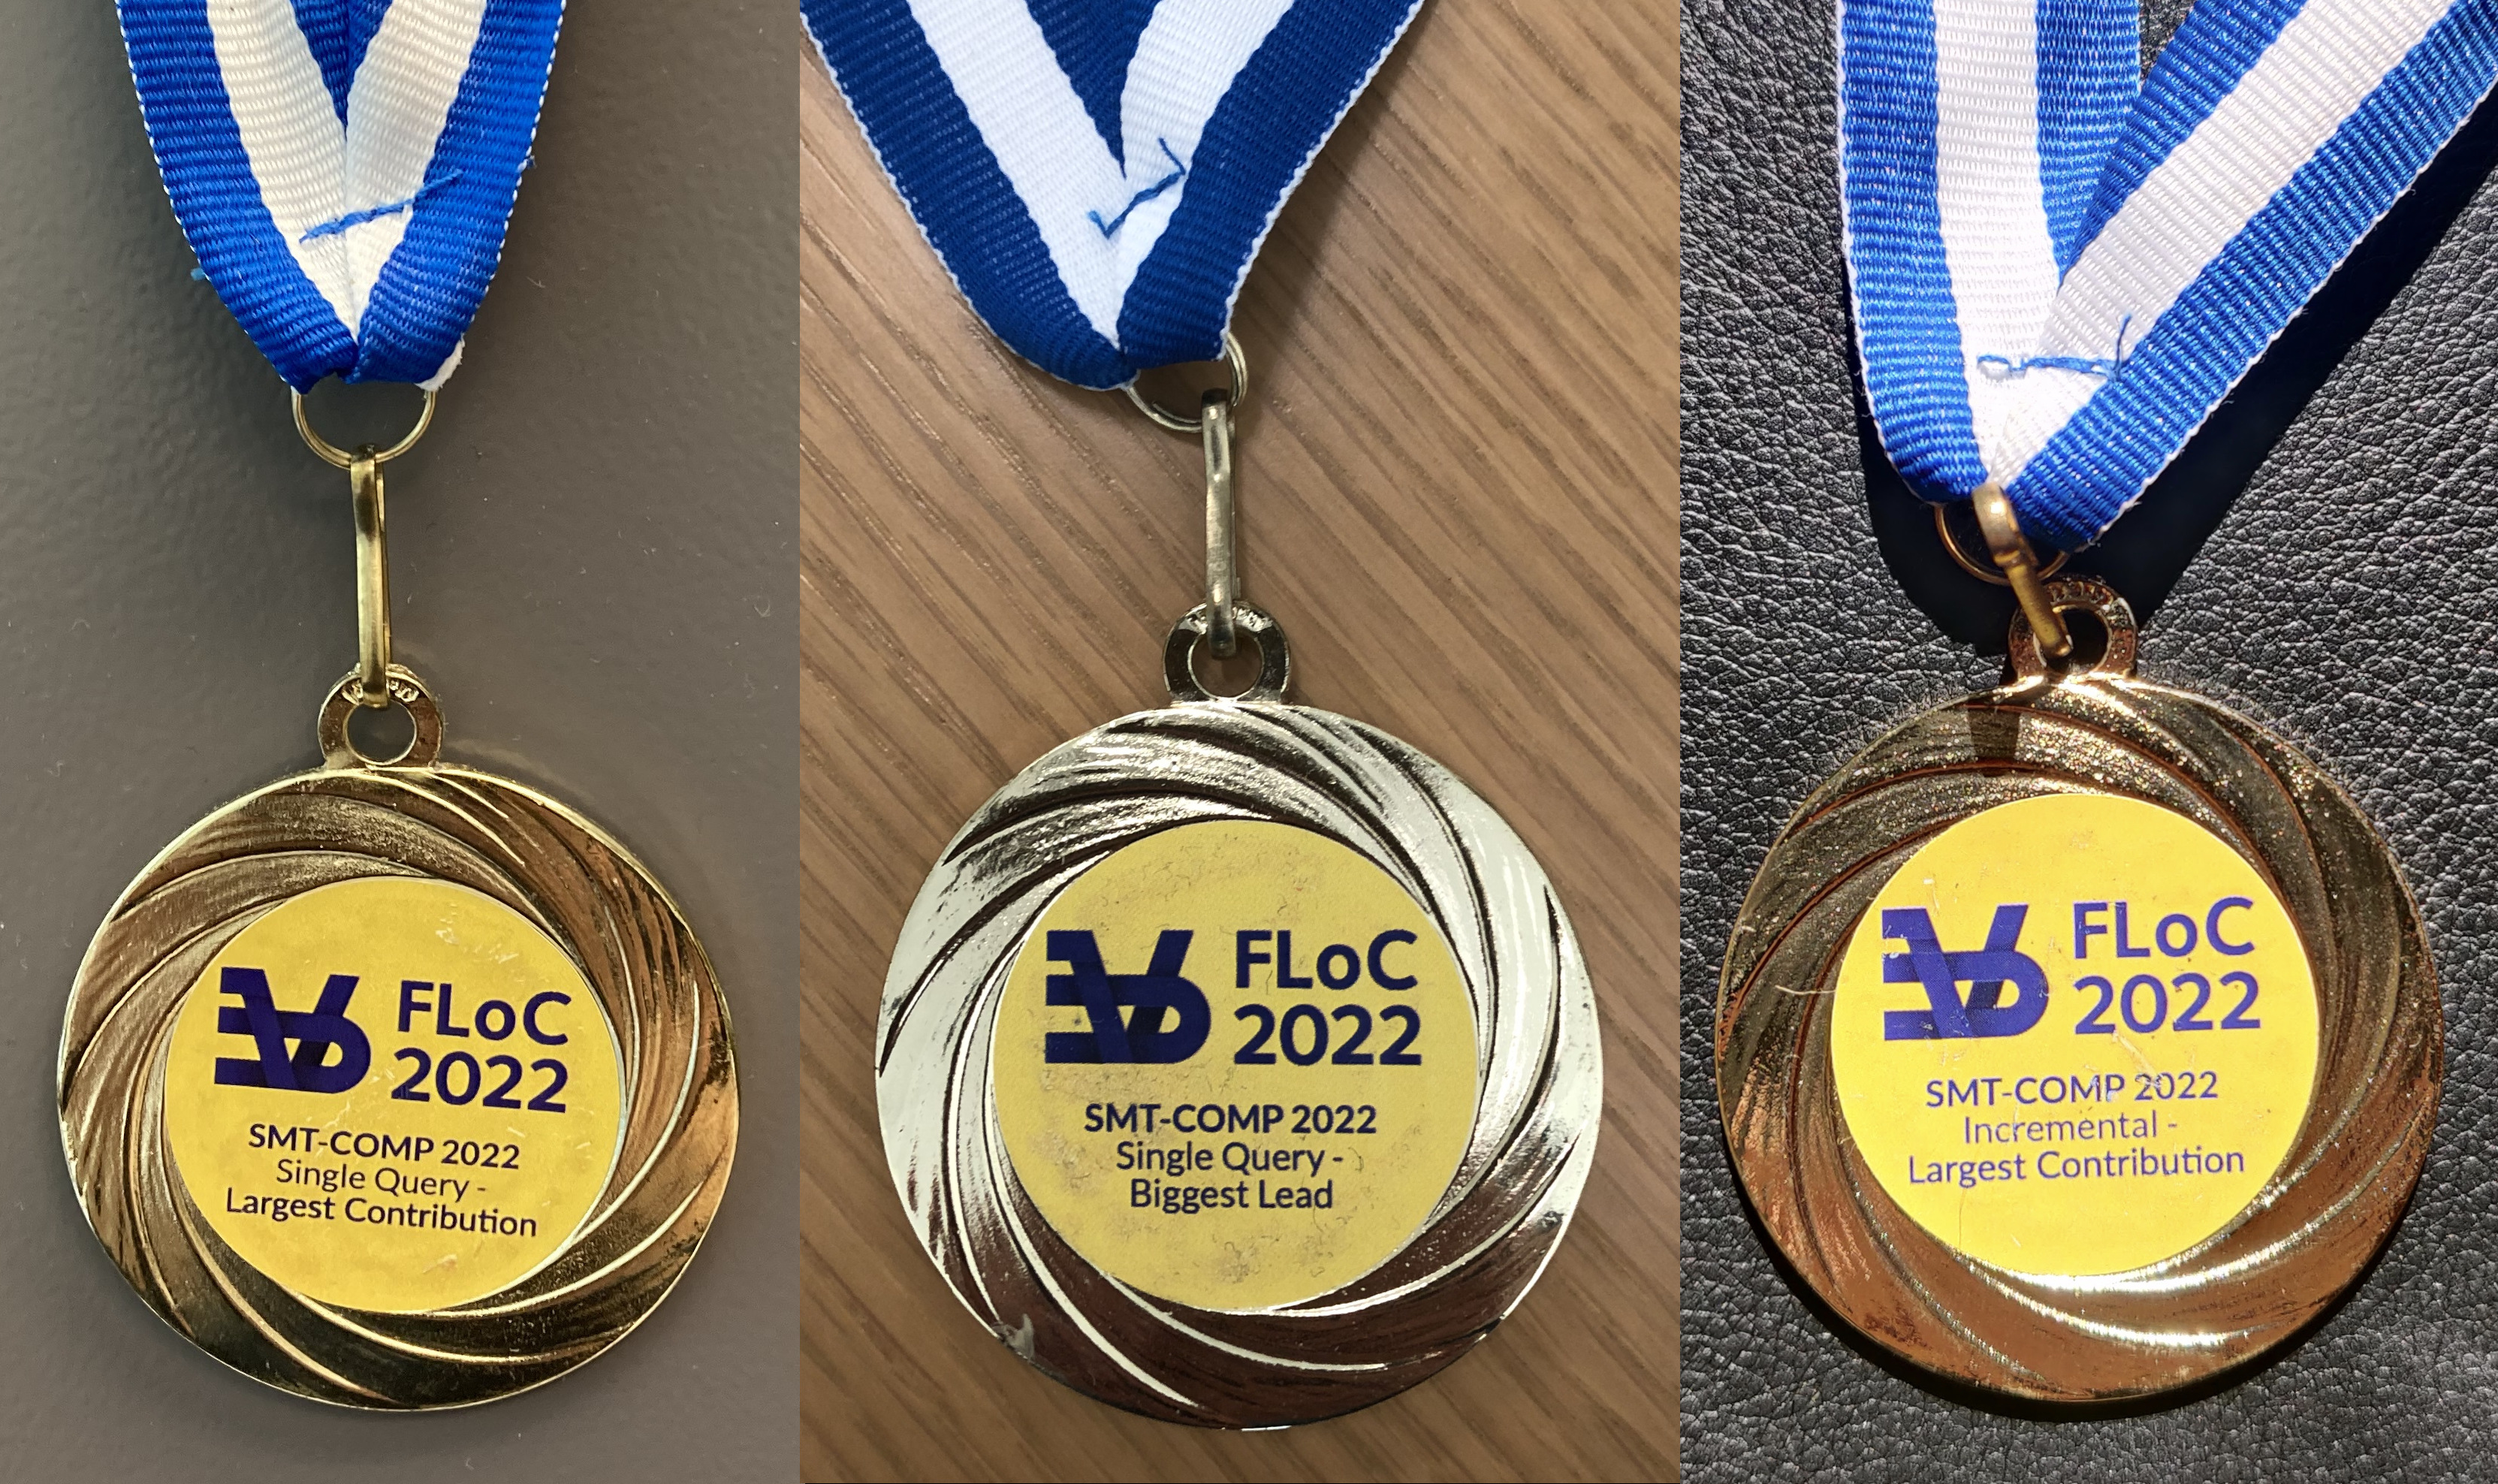 FLoC
2022
SMT-COMP 2022
Single Query -
Largest Contribution
FLoC
2022
SMT-COMP 2022
Single Query -
Biggest Lead
FLoC
2022
SMT-COMP 2022
Incremental -
Largest Contribution